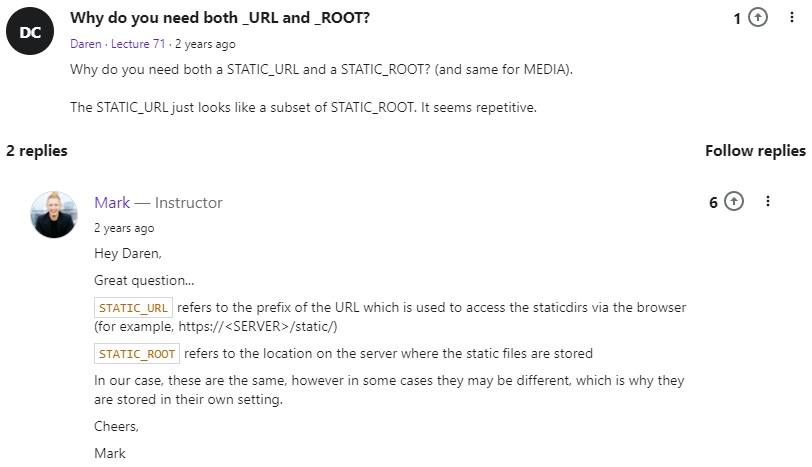 DC
Why do you need both _URL and _ROOT?
1
Daren · Lecture 71 · 2 years ago
Why do you need both a STATIC_URL and a STATIC_ROOT? (and same for MEDIA).
The STATIC_URL just looks like a subset of STATIC_ROOT. It seems repetitive.
2 replies
Follow replies
Mark — Instructor
6
2 years ago
Hey Daren,
Great question...
STATIC_URL refers to the prefix of the URL which is used to access the staticdirs via the browser
(for example, https://<SERVER>/static/)
STATIC_ROOT refers to the location on the server where the static files are stored
In our case, these are the same, however in some cases they may be different, which is why they
are stored in their own setting.
Cheers,
Mark